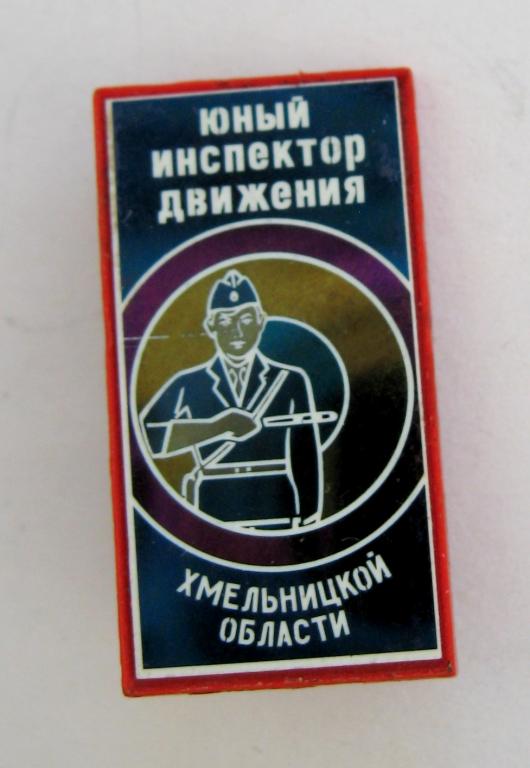 ЮНЫЙ
ИНСПЕКТОР
ДВИЖЕНИЯ
ХМЕЛЬНИЦКОЙ
ОБЛАСТИ